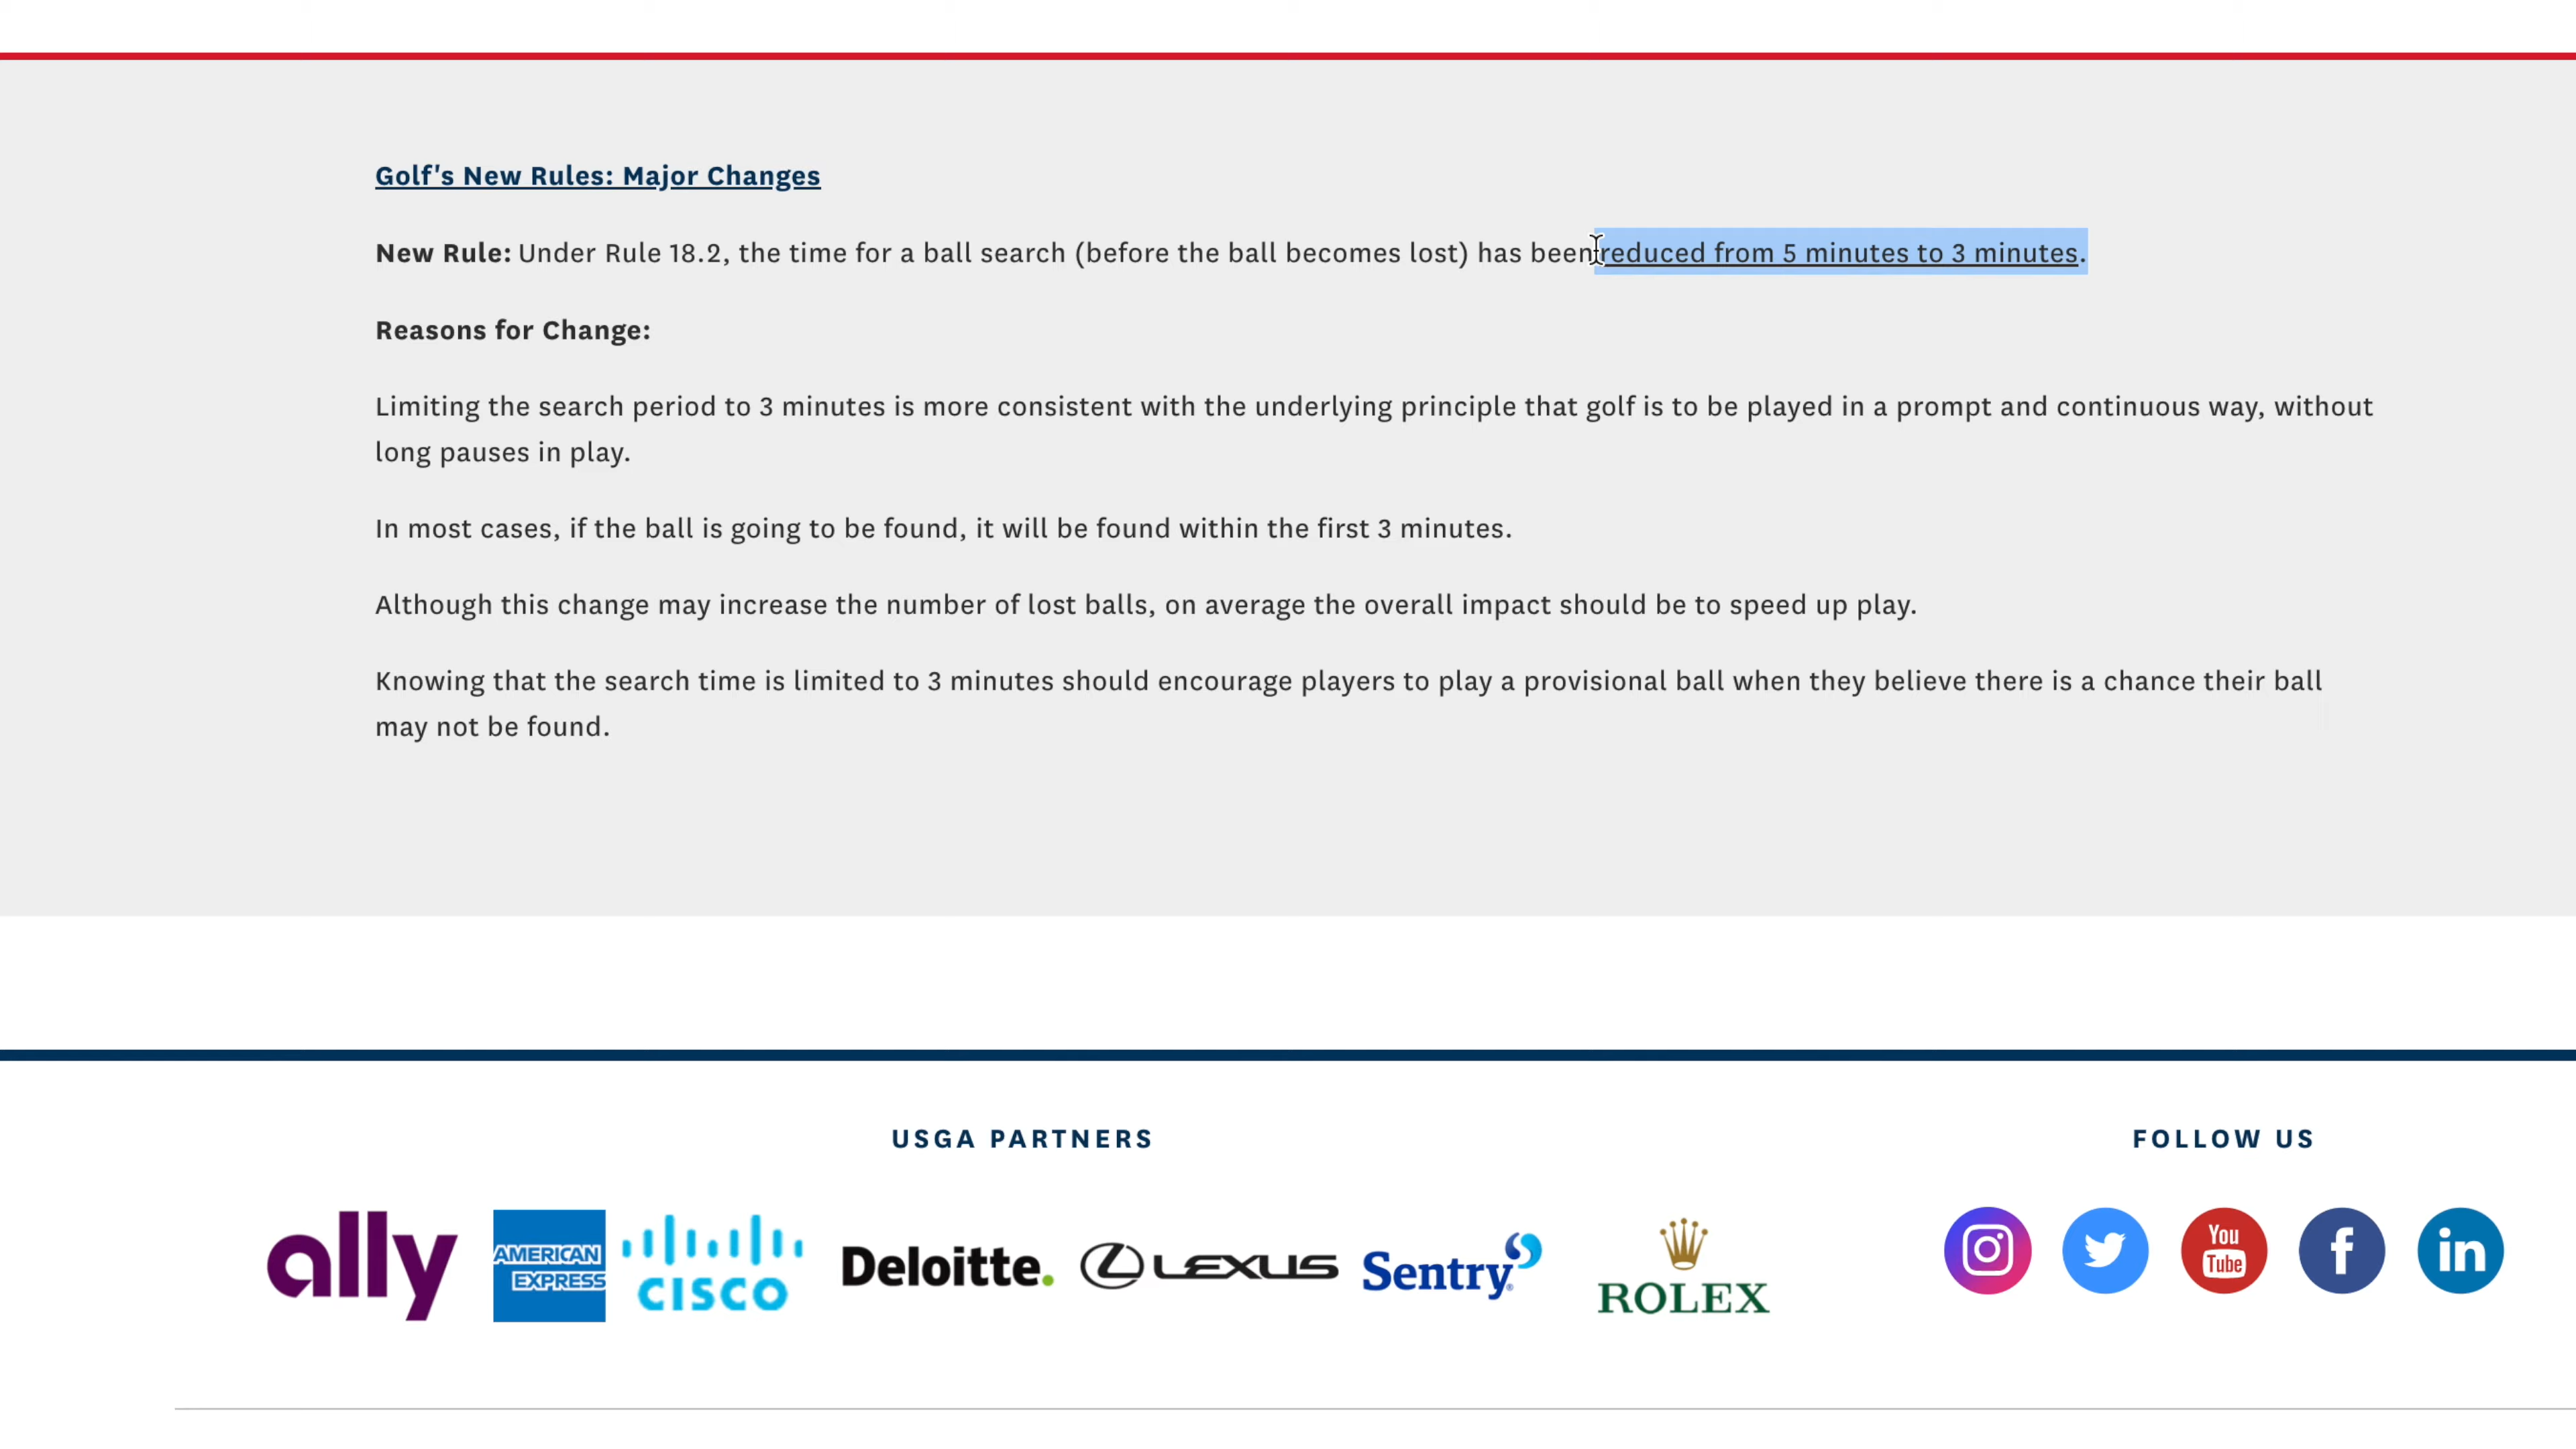 Golf's New Rules: Major Changes
New Rule: Under Rule 18.2, the time for a ball search (before the ball becomes lost) has been reduced from 5 minutes to 3 minutes.
Reasons for Change:
Limiting the search period to 3 minutes is more consistent with the underlying principle that golf is to be played in a prompt and continuous way, without
long pauses in play.
In most cases, if the ball is going to be found, it will be found within the first 3 minutes.
Although this change may increase the number of lost balls, on average the overall impact should be to speed up play.
Knowing that the search time is limited to 3 minutes should encourage players to play a provisional ball when they believe there is a chance their ball
may not be found.
USGA PARTNERS
FOLLOW US
ally
AMERICAN
EXPRESS
CISCO
Deloitte.
LEXUS
Sentry
ROLEX
You
Tube
f
in